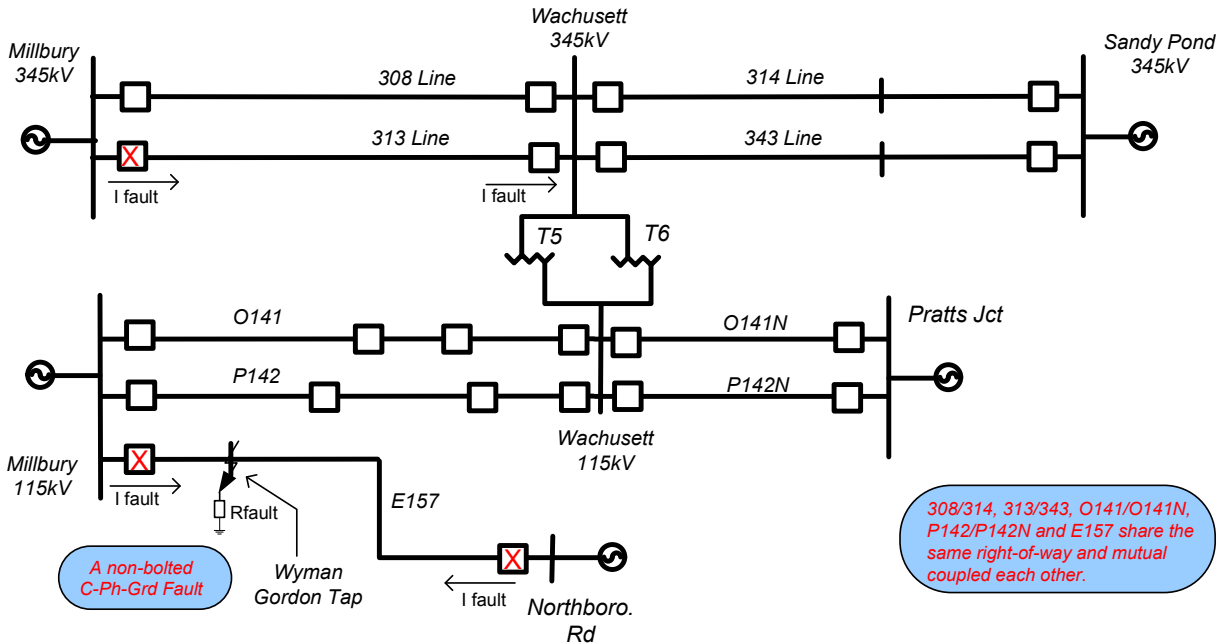 Wachusett
345kV
Millbury
345kV
Sandy Pond
345kV
308 Line
314 Line
313 Line
343 Line
X
I fault
I fault
T5
T6
O141
O141N
Pratts Jct
P142
P142N
Wachusett
115kV
Millbury
115kV
X
I fault
Rfault
E157
A non-bolted
C-Ph-Grd Fault
Wyman
Gordon Tap
X
I fault
Northboro.
Rd
308/314, 313/343, O141/O141N,
P142/P142N and E157 share the
same right-of-way and mutual
coupled each other.